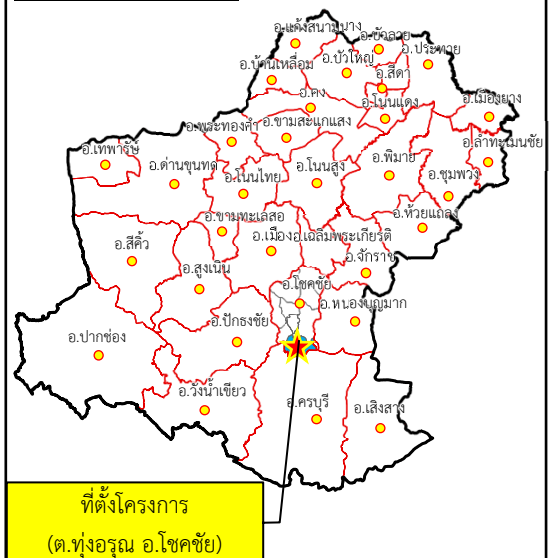 อ.แก้งสนามนาง
อ.บัวลาย
อ.ประทาย
อ.บัวใหญ่
อ.บ้านเหลื่อม
อ.สีดา
อ.คง
อ.โนนแดง
อ.เมืองยาง
อ.พระทองคำ
อ.ขามสะแกแสง
อ.ลำทะเมนชัย
อ.เทพารักษ์
อ.ด่านขุนทด
อ.โนนไทย
อ.โนนสูง
อ.พิมาย
อ.ชุมพวง
อ.ขามทะเลสอ
อ.ห้วยแถลง
อ.เมือง
อ.เฉลิมพระเกียรติ
อ.สีคิ้ว
อ.สูงเนิน
อ.จักราช
อ.โชคชัย
อ.หนองบุญมาก
อ.ปักธงชัย
อ.ปากช่อง
อ.วังน้ำเขียว
อ.ครบุรี
อ.เสิงสาง
ที่ตั้งโครงการ
(ต.ทุ่งอรุณ อ.โชคชัย)